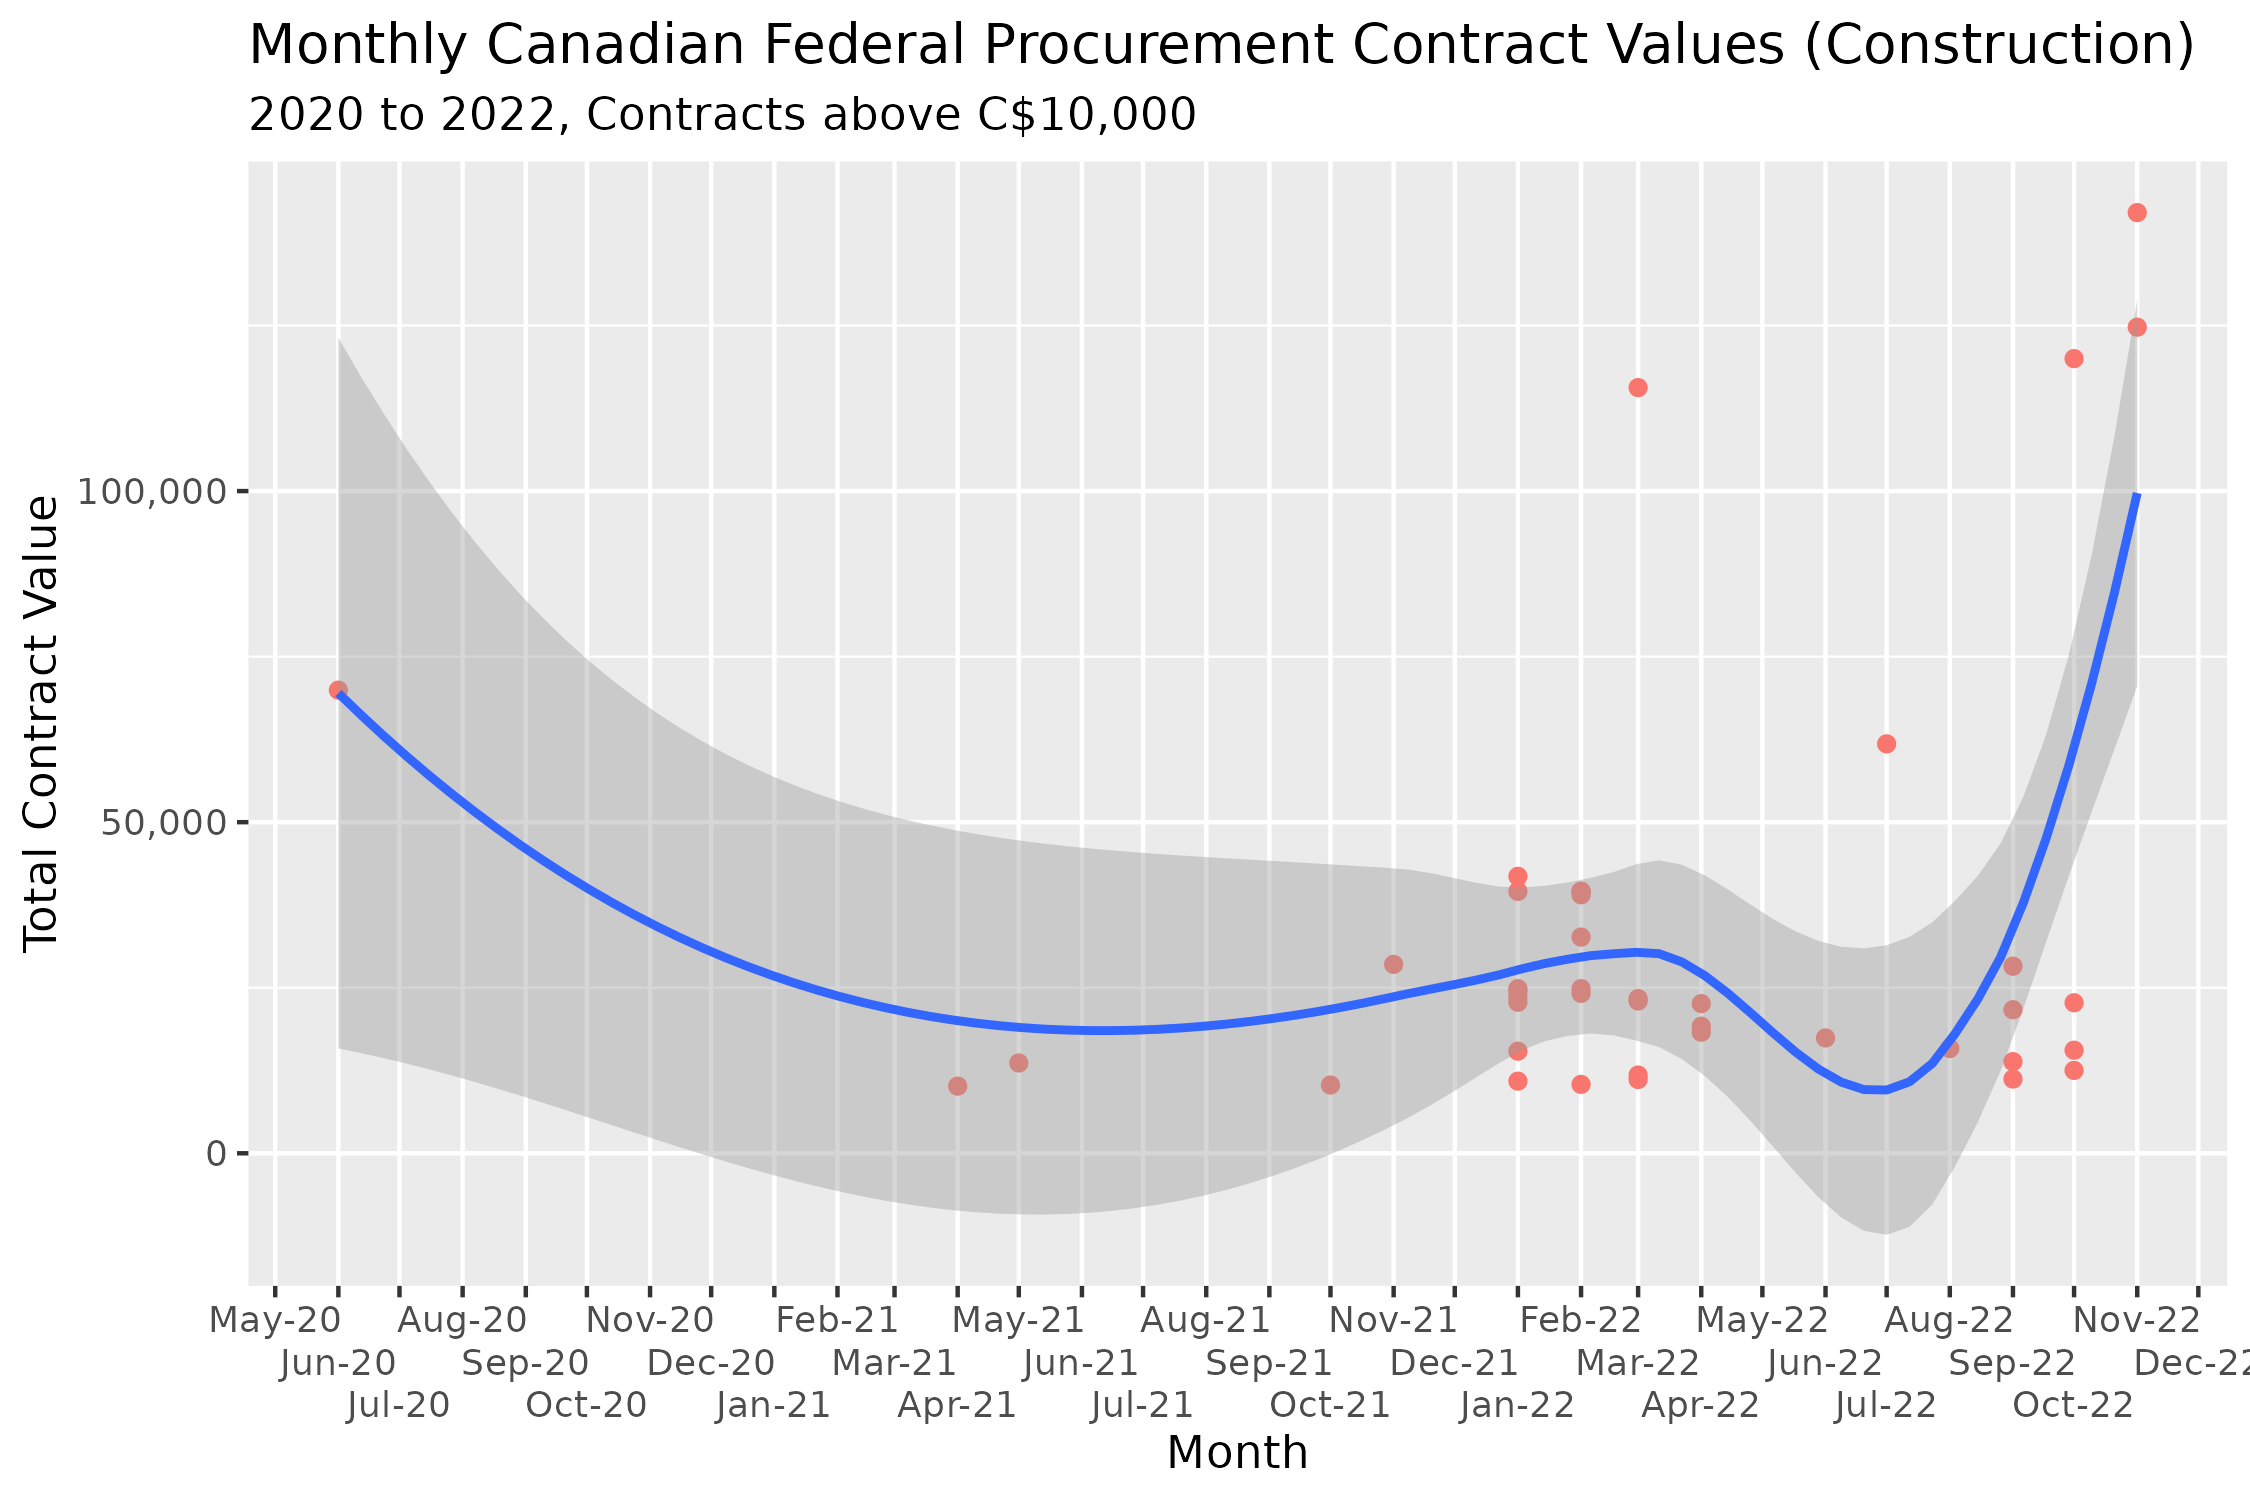 Monthly Canadian Federal Procurement Contract Values (Construction)
2020 to 2022, Contracts above C$10,000
Total Contract Value
100,000
50,000
0
May-20 Aug-20 Nov-20 Feb-21 May-21 Aug-21 Nov-21 Feb-22 May-22 Aug-22 Nov-22
Jun-20 Sep-20 Dec-20 Mar-21 Jun-21 Sep-21 Dec-21 Mar-22 Jun-22 Sep-22 Dec-22
Jul-20 Oct-20 Jan-21 Apr-21 Jul-21 Oct-21 Jan-22 Apr-22 Jul-22 Oct-22
Month